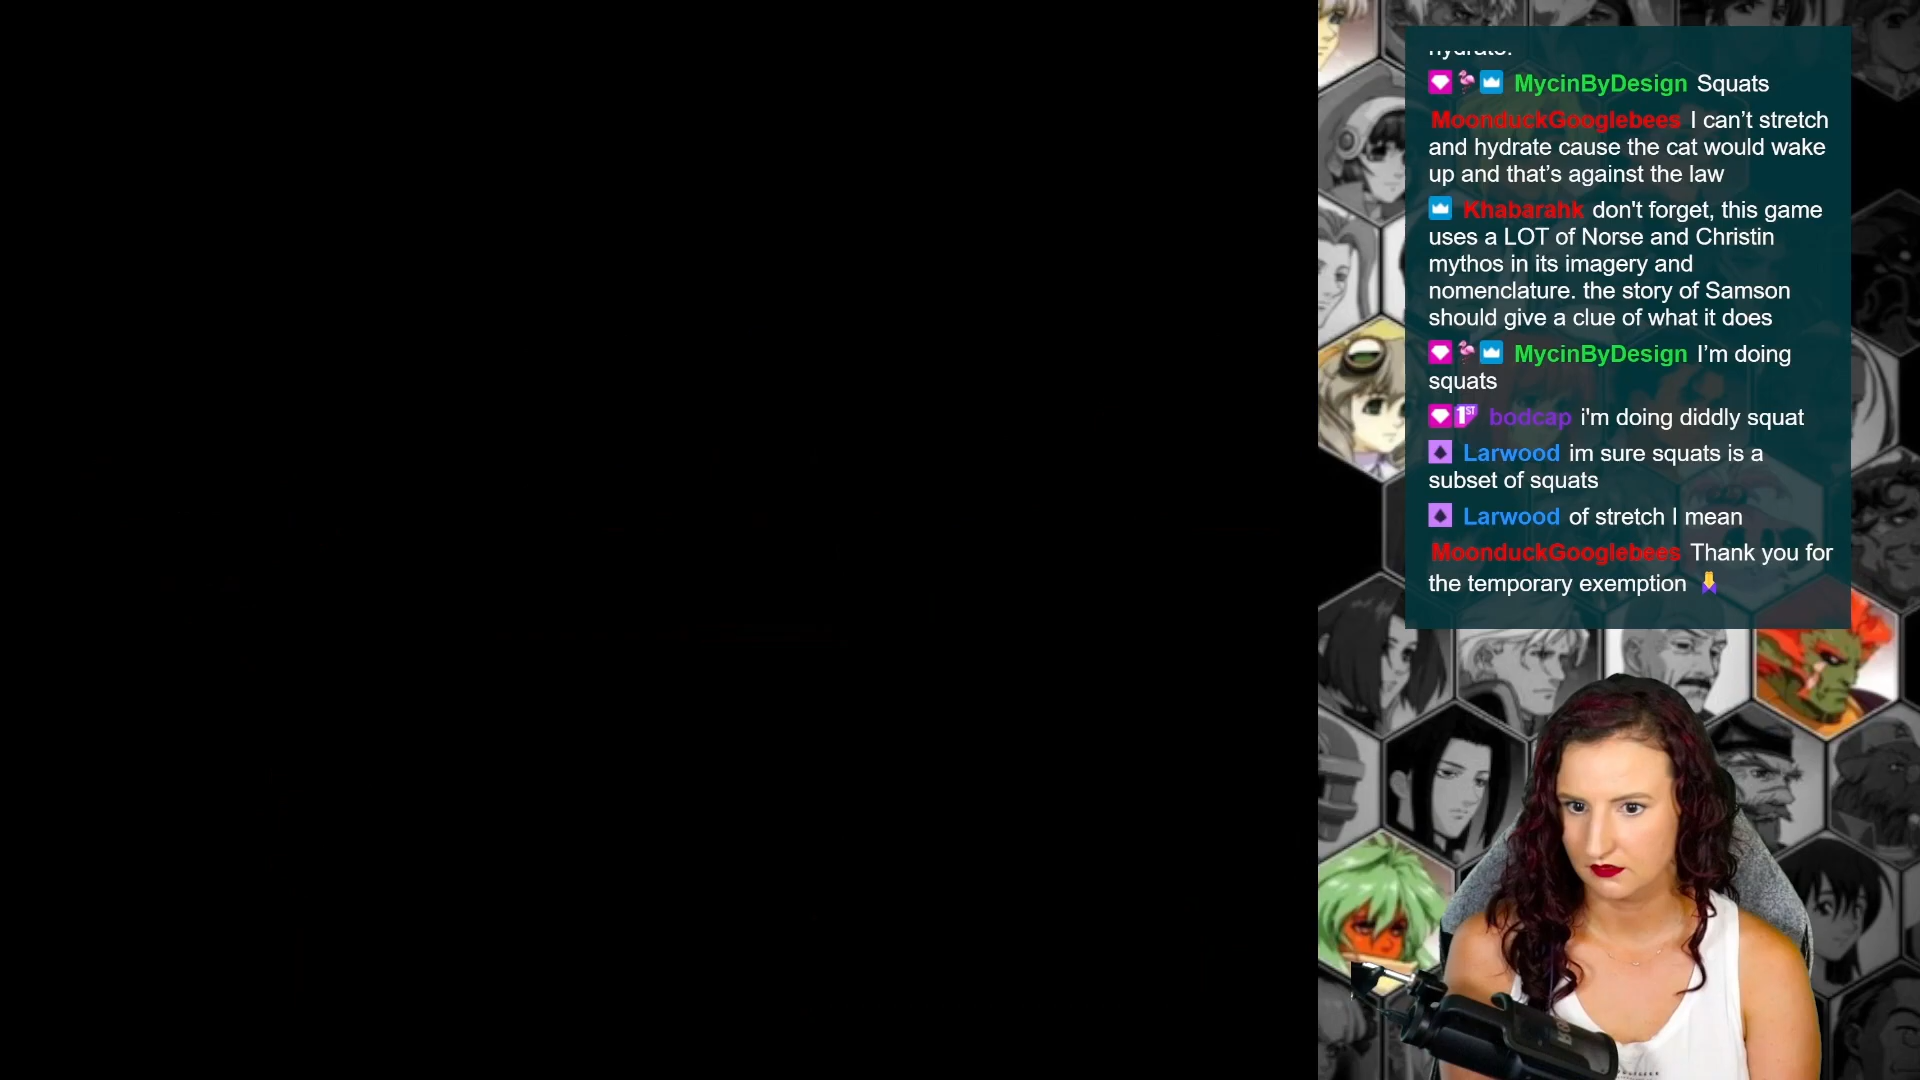 hydrate.
MycinByDesign Squats
MoonduckGooglebees I can’t stretch
and hydrate cause the cat would wake
up and that’s against the law
Khabarahk don't forget, this game
uses a LOT of Norse and Christin
mythos in its imagery and
nomenclature. the story of Samson
should give a clue of what it does
MycinByDesign I’m doing
squats
1ST bodcap i'm doing diddly squat
Larwood im sure squats is a
subset of squats
Larwood of stretch I mean
MoonduckGooglebees Thank you for
the temporary exemption